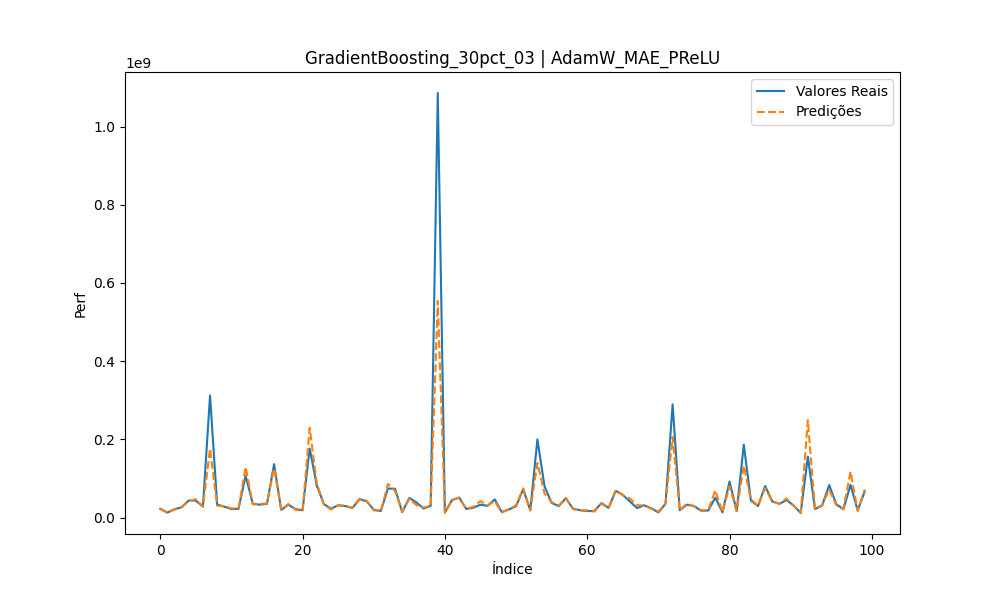 GradientBoosting_30pct_03 | AdamW_MAE_PReLU
1e9
Valores Reais
Predições
1.0
0.8
0.6
0.4
0.2
0.0
Perf
0 20 40 60 80 100
Índice